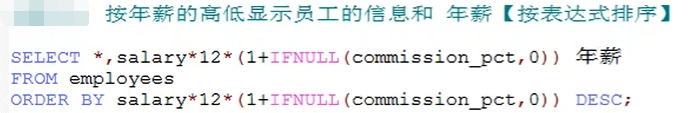 按年薪的高低显示员工的信息和 年薪【按表达式排序】
SELECT *,salary*12*(1+IFNULL(commission_pct,0)) 年薪
FROM employees
ORDER BY salary*12*(1+IFNULL(commission_pct,0)) DESC;